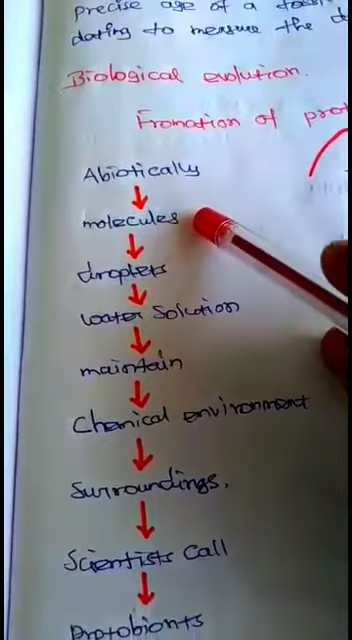 precise age of a
dating to measure the
Biological evolution.
Fromation of
Abiotically
molecules
droplets
water Solution
maintain
Chemical environment
Surroundings.
Scientists Call
Protobionts